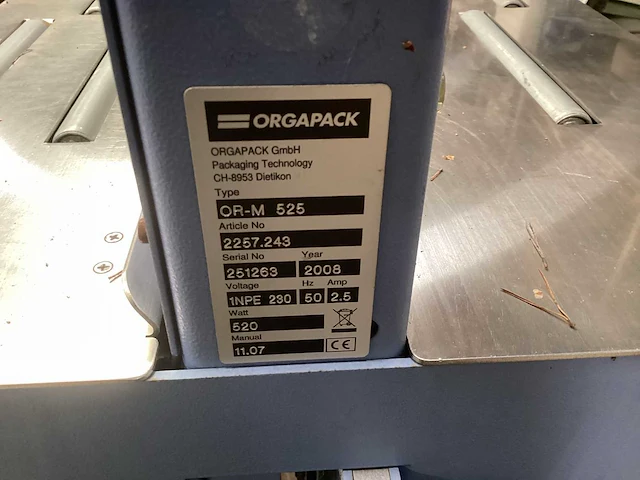 ORGAPACK
ORGAPACK GmbH
Packaging Technology
CH-8953 Dietikon
Type
OR-M 525
Article No
2257.243
Serial No Year
251263 2008
Voltage Hz Amp
1NPE 230 50 2.5
Watt
520
Manual
11.07 CE